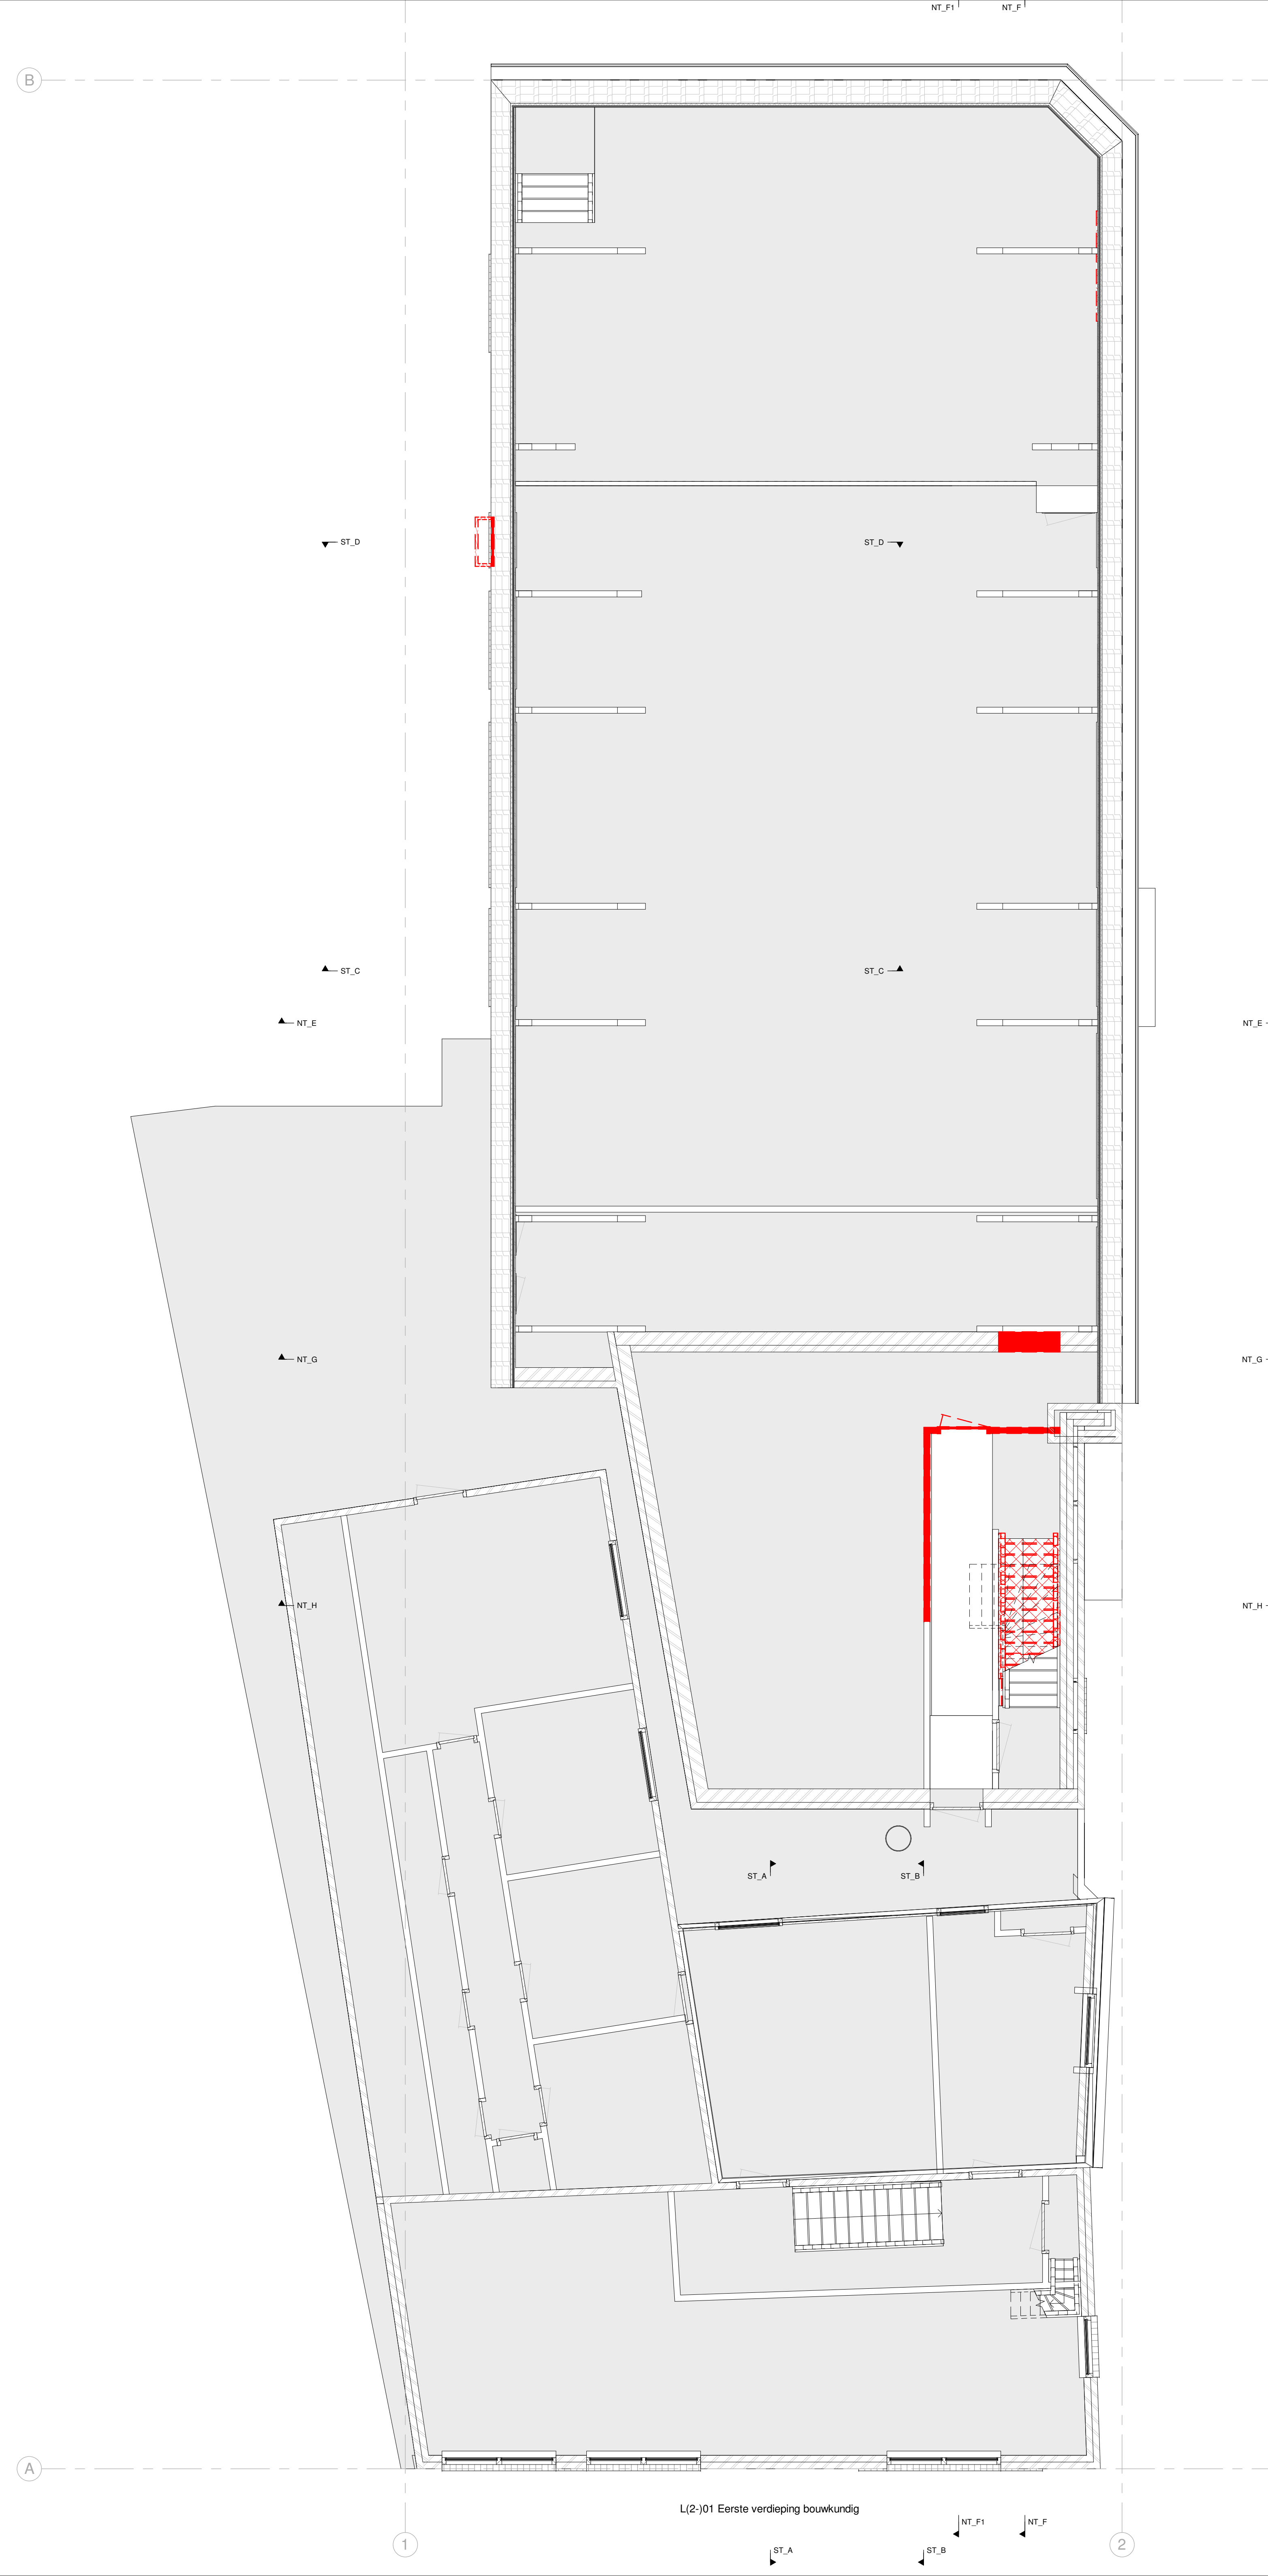 NT_F1 NT_F
B
ST_D ST_D
ST_C ST_C
NT_E NT_E
NT_G NT_G
NT_H NT_H
ST_A ST_B
A
L(2-)01 Eerste verdieping bouwkundig
NT_F1 NT_F
1 2
ST_A ST_B